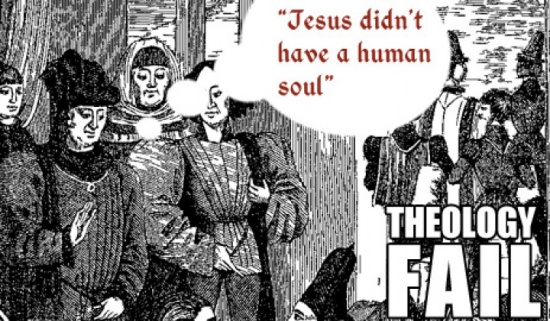 “Jesus didn’t
have a human
soul”
THEOLOGY
FAIL